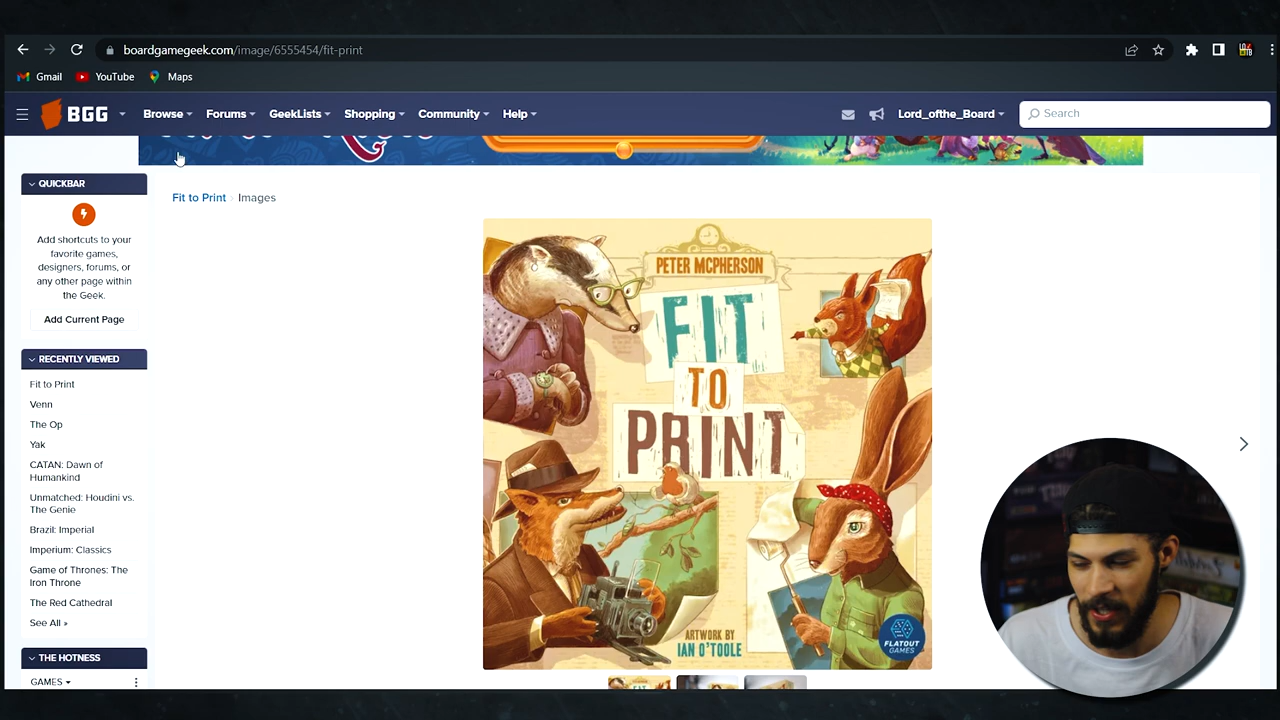 boardgamegeek.com/image/6555454/fit-print
Gmail YouTube Maps
BGG Browse Forums GeekLists Shopping Community Help Lord_ofthe_Board Search
QUICKBAR
Add shortcuts to your
favorite games,
designers, forums, or
any other page within
the Geek.
Add Current Page
RECENTLY VIEWED
Fit to Print
Venn
The Op
Yak
CATAN: Dawn of
Humankind
Unmatched: Houdini vs.
The Genie
Brazil: Imperial
Imperium: Classics
Game of Thrones: The
Iron Throne
The Red Cathedral
See All »
THE HOTNESS
GAMES
Fit to Print › Images
PETER MCPHERSON
FIT
TO
PRINT
ARTWORK BY
IAN O'TOOLE
FLATOUT
GAMES